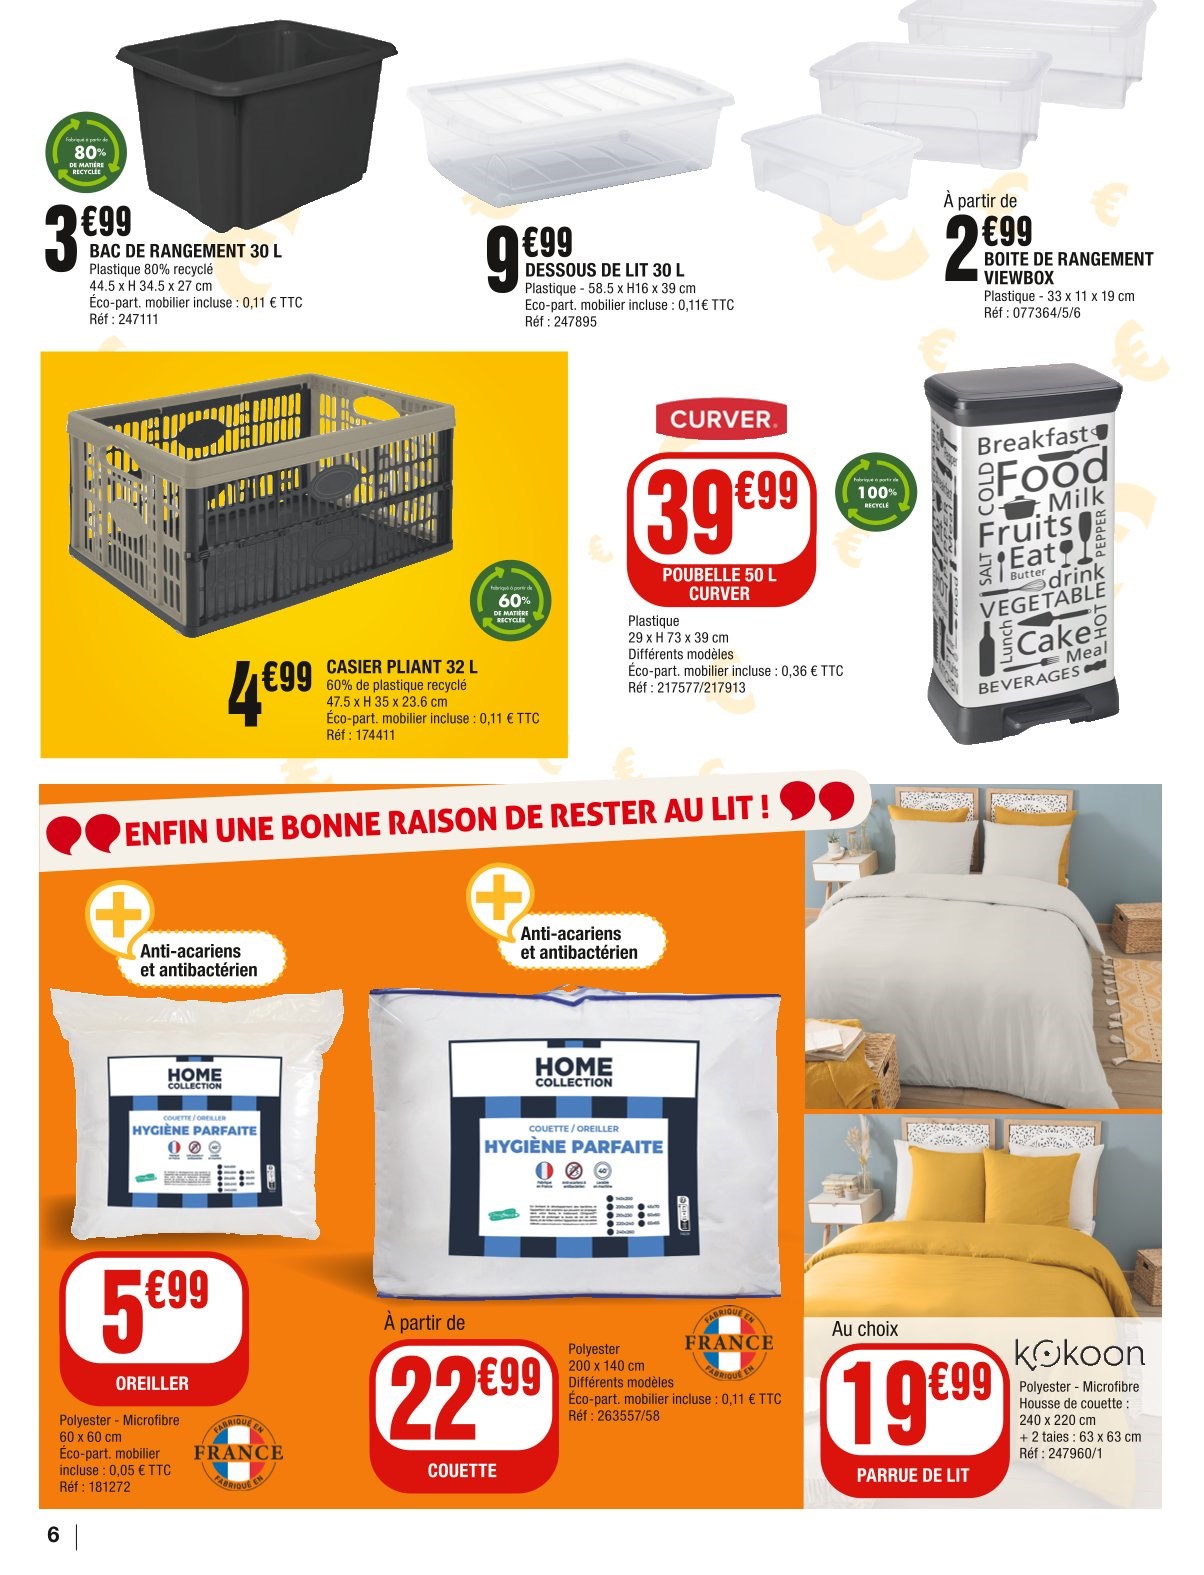 Fabriqué à partir de
80%
DE MATIÈRE
RECYCLÉE
3€99
BAC DE RANGEMENT 30 L
Plastique 80% recyclé
44.5 x H 34.5 x 27 cm
Éco-part. mobilier incluse : 0,11 € TTC
Réf : 247111
9€99
DESSOUS DE LIT 30 L
Plastique - 58.5 x H16 x 39 cm
Eco-part. mobilier incluse : 0,11€ TTC
Réf : 247895
À partir de
2€99
BOITE DE RANGEMENT
VIEWBOX
Plastique - 33 x 11 x 19 cm
Réf : 077364/5/6
Fabriqué à partir de
60%
DE MATIÈRE
RECYCLÉE
4€99
CASIER PLIANT 32 L
60% de plastique recyclé
47.5 x H 35 x 23.6 cm
Éco-part. mobilier incluse : 0,11 € TTC
Réf : 174411
CURVER
39€99
POUBELLE 50 L
CURVER
Fabriqué à partir de
100%
RECYCLÉ
Plastique
29 x H 73 x 39 cm
Différents modèles
Éco-part. mobilier incluse : 0,36 € TTC
Réf : 217577/217913
Breakfast
COLD
Food
Milk
Fruits
PEPPER
SALT
Eat
Butter
drink
VEGETABLE
HOT
Lunch
Cake
Meal
BEVERAGES
ENFIN UNE BONNE RAISON DE RESTER AU LIT !
Anti-acariens
et antibactérien
Anti-acariens
et antibactérien
HOME
COLLECTION
COUETTE / OREILLER
HYGIÈNE PARFAITE
HOME
COLLECTION
COUETTE / OREILLER
HYGIÈNE PARFAITE
5€99
OREILLER
Polyester - Microfibre
60 x 60 cm
Éco-part. mobilier
incluse : 0,05 € TTC
Réf : 181272
FABRIQUÉ EN
FRANCE
FABRIQUÉ EN
À partir de
22€99
COUETTE
Polyester
200 x 140 cm
Différents modèles
Éco-part. mobilier incluse : 0,11 € TTC
Réf : 263557/58
FABRIQUÉ EN
FRANCE
FABRIQUÉ EN
Au choix
19€99
PARRUE DE LIT
kokoon
Polyester - Microfibre
Housse de couette :
240 x 220 cm
+ 2 taies : 63 x 63 cm
Réf : 247960/1
6